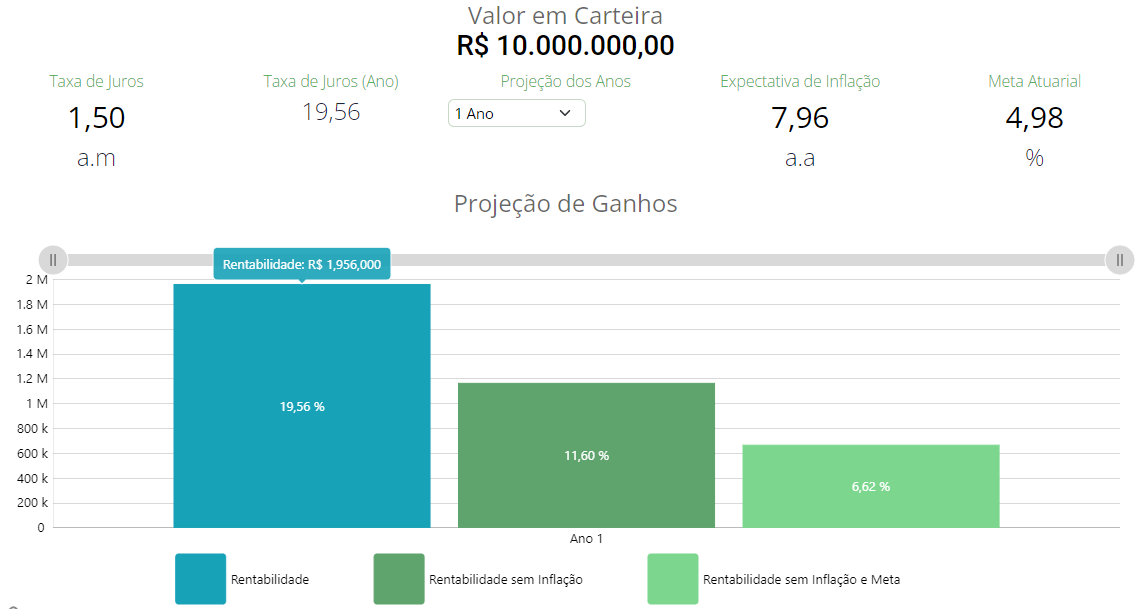 Valor em Carteira
R$ 10.000.000,00
Taxa de Juros
1,50
a.m
Taxa de Juros (Ano)
19,56
Projeção dos Anos
1 Ano
Expectativa de Inflação
7,96
a.a
Meta Atuarial
4,98
%
Projeção de Ganhos
Rentabilidade: R$ 1,956,000
2 M
1.8 M
1.6 M
1.4 M
1.2 M
1 M
800 k
600 k
400 k
200 k
0
19,56 %
11,60 %
6,62 %
Ano 1
Rentabilidade
Rentabilidade sem Inflação
Rentabilidade sem Inflação e Meta